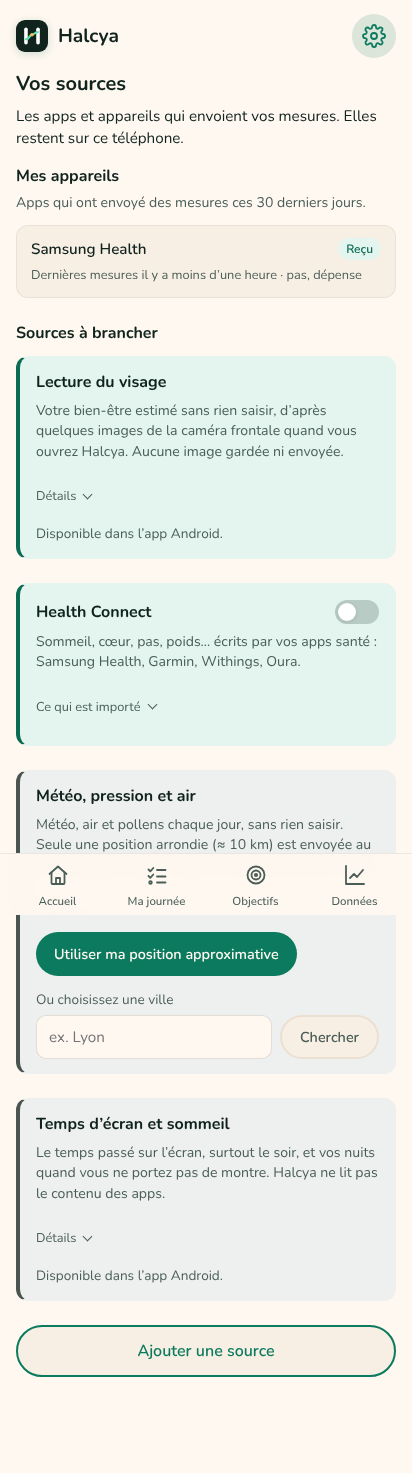 Halcya
Vos sources
Les apps et appareils qui envoient vos mesures. Elles
restent sur ce téléphone.
Mes appareils
Apps qui ont envoyé des mesures ces 30 derniers jours.
Samsung Health
Reçu
Dernières mesures il y a moins d’une heure · pas, dépense
Sources à brancher
Lecture du visage
Votre bien-être estimé sans rien saisir, d’après
quelques images de la caméra frontale quand vous
ouvrez Halcya. Aucune image gardée ni envoyée.
Détails
Disponible dans l’app Android.
Health Connect
Sommeil, cœur, pas, poids… écrits par vos apps santé :
Samsung Health, Garmin, Withings, Oura.
Ce qui est importé
Météo, pression et air
Météo, air et pollens chaque jour, sans rien saisir.
Seule une position arrondie (≈ 10 km) est envoyée au
Accueil
Ma journée
Objectifs
Données
Utiliser ma position approximative
Ou choisissez une ville
ex. Lyon
Chercher
Temps d’écran et sommeil
Le temps passé sur l’écran, surtout le soir, et vos nuits
quand vous ne portez pas de montre. Halcya ne lit pas
le contenu des apps.
Détails
Disponible dans l’app Android.
Ajouter une source